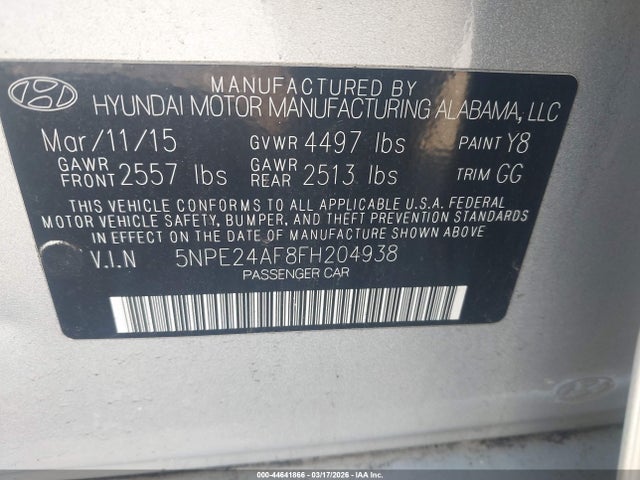 MANUFACTURED BY
HYUNDAI MOTOR MANUFACTURING ALABAMA, LLC
Mar/11/15 GVWR 4497 lbs PAINT Y8
GAWR FRONT 2557 lbs GAWR REAR 2513 lbs TRIM GG
THIS VEHICLE CONFORMS TO ALL APPLICABLE U.S.A. FEDERAL
MOTOR VEHICLE SAFETY, BUMPER, AND THEFT PREVENTION STANDARDS
IN EFFECT ON THE DATE OF MANUFACTURE SHOWN ABOVE
V.I.N 5NPE24AF8FH204938
PASSENGER CAR
000-44641866 - 03/17/2026 - COPYRIGHT IAA, LLC